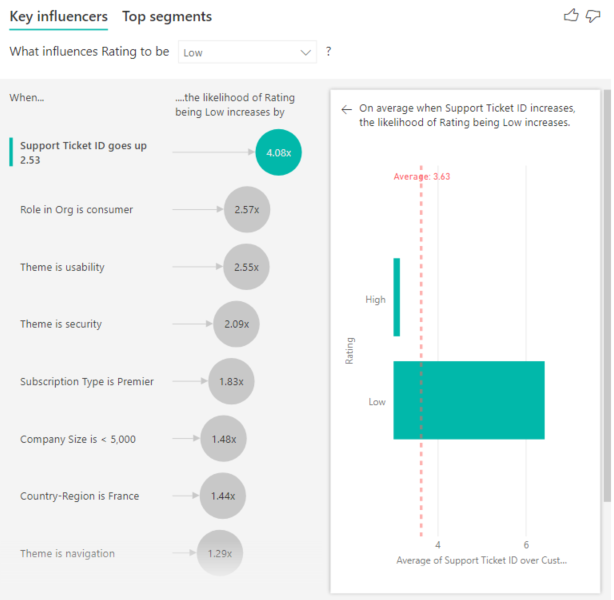 Key influencers Top segments
What influences Rating to be Low ?
When...
....the likelihood of Rating
being Low increases by
Support Ticket ID goes up
2.53
4.08x
Role in Org is consumer
2.57x
Theme is usability
2.55x
Theme is security
2.09x
Subscription Type is Premier
1.83x
Company Size is < 5,000
1.48x
Country-Region is France
1.44x
Theme is navigation
1.29x
On average when Support Ticket ID increases,
the likelihood of Rating being Low increases.
Average: 3.63
High
Low
Rating
4 6
Average of Support Ticket ID over Cust...